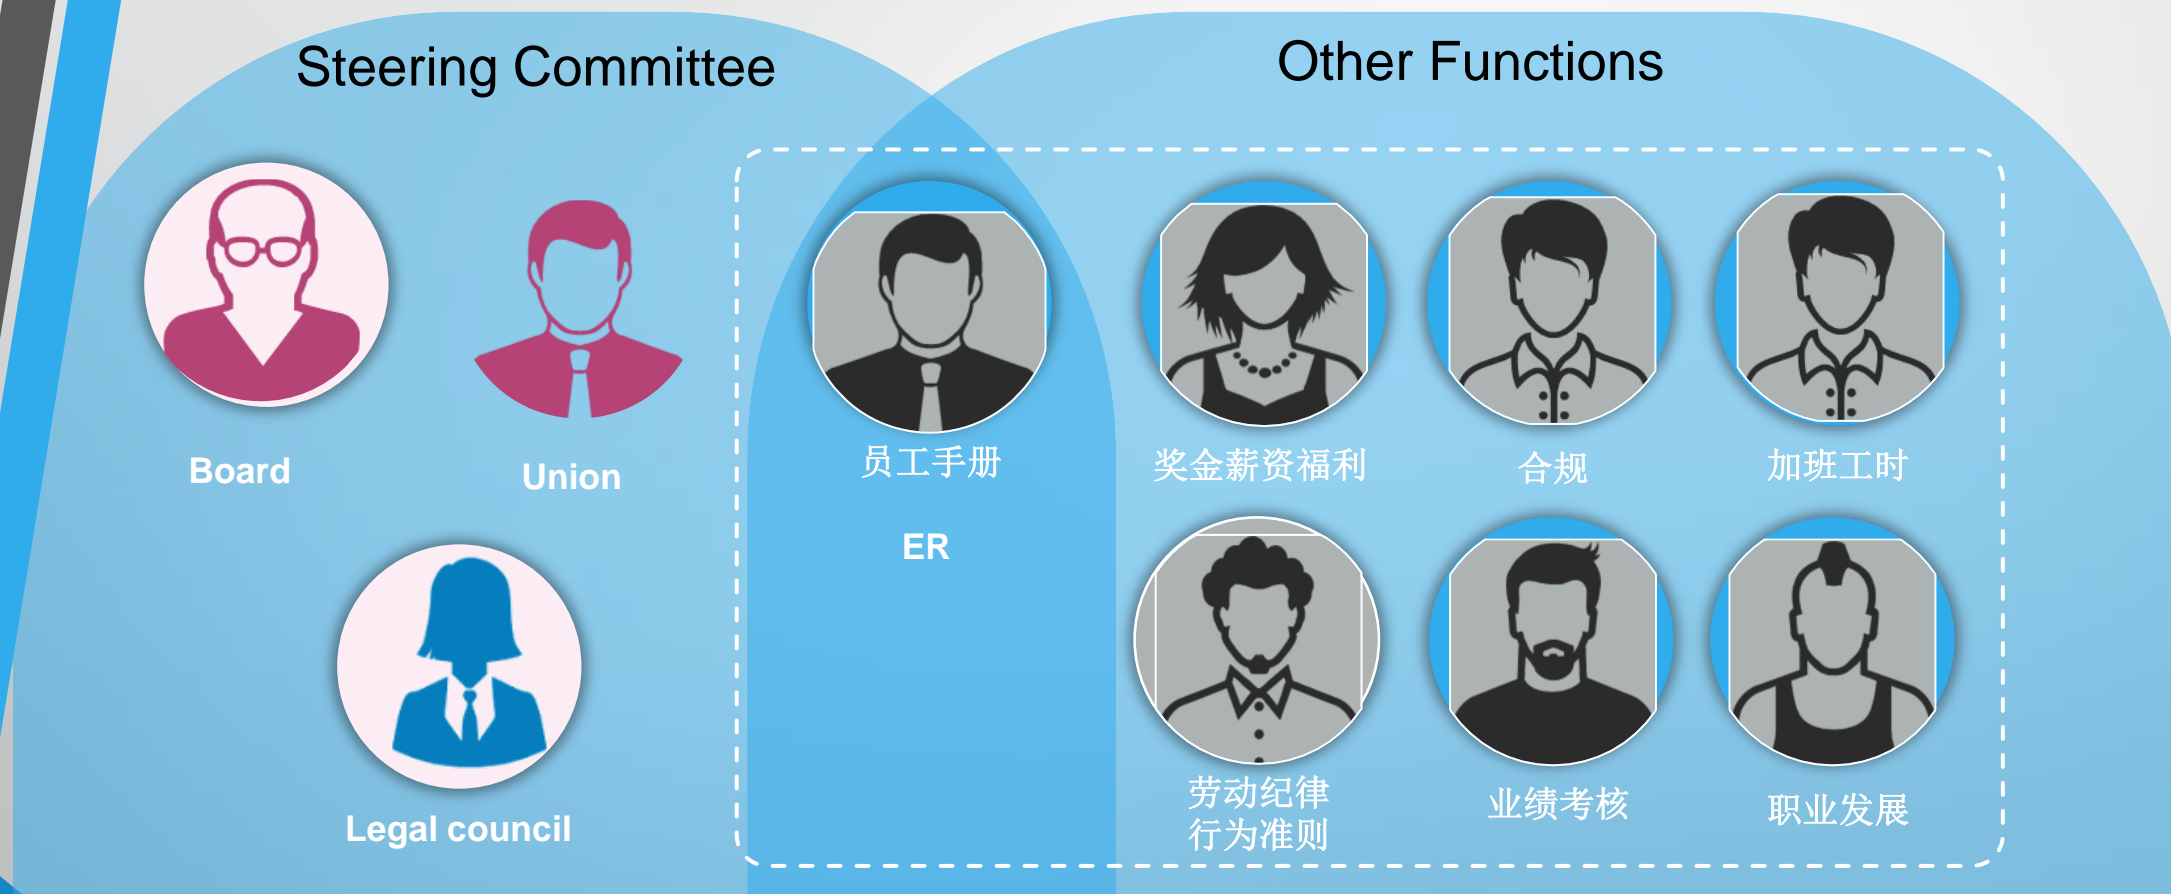 Steering Committee
Other Functions
Board
Union
员工手册
ER
奖金薪资福利
合规
加班工时
Legal council
劳动纪律
行为准则
业绩考核
职业发展